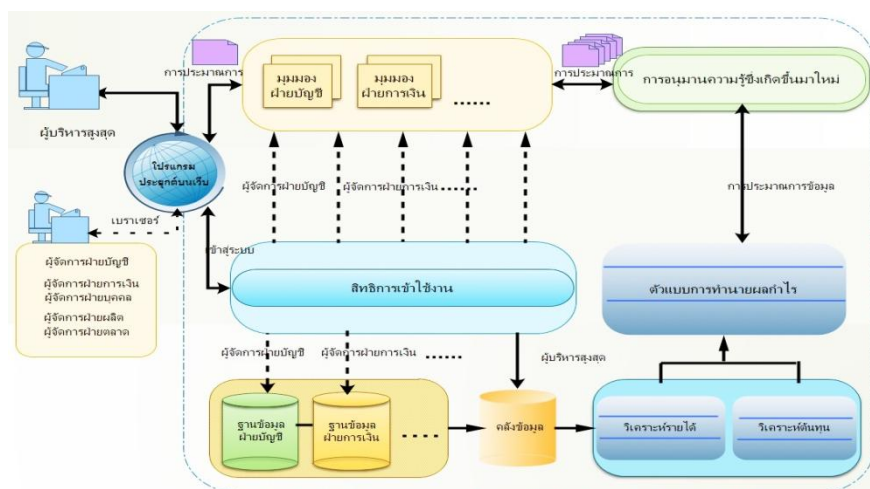 การประมาณการ
มุมมอง
ฝ่ายบัญชี
มุมมอง
ฝ่ายการเงิน
......
การประมาณการ
การอนุมานความรู้ซึ่งเกิดขึ้นมาใหม่
ผู้บริหารสูงสุด
โปรแกรม
ประยุกต์บนเว็บ
ผู้จัดการฝ่ายบัญชี
ผู้จัดการฝ่ายการเงิน
......
การประมาณการข้อมูล
เบราเซอร์
เข้าสู่ระบบ
ผู้จัดการฝ่ายบัญชี
ผู้จัดการฝ่ายการเงิน
ผู้จัดการฝ่ายบุคคล
ผู้จัดการฝ่ายผลิต
ผู้จัดการฝ่ายตลาด
สิทธิการเข้าใช้งาน
ตัวแบบการทำนายผลกำไร
ผู้จัดการฝ่ายบัญชี
ผู้จัดการฝ่ายการเงิน
......
ผู้บริหารสูงสุด
ฐานข้อมูล
ฝ่ายบัญชี
ฐานข้อมูล
ฝ่ายการเงิน
....
คลังข้อมูล
วิเคราะห์รายได้
วิเคราะห์ต้นทุน